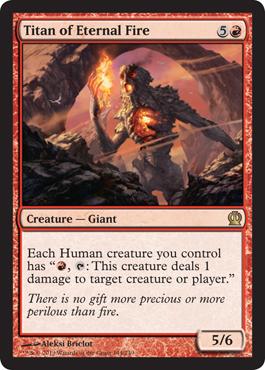 Titan of Eternal Fire 5
Creature — Giant
Each Human creature you control
has “, : This creature deals 1
damage to target creature or player.”
There is no gift more precious or more
perilous than fire.
Aleksi Briclot
5/6